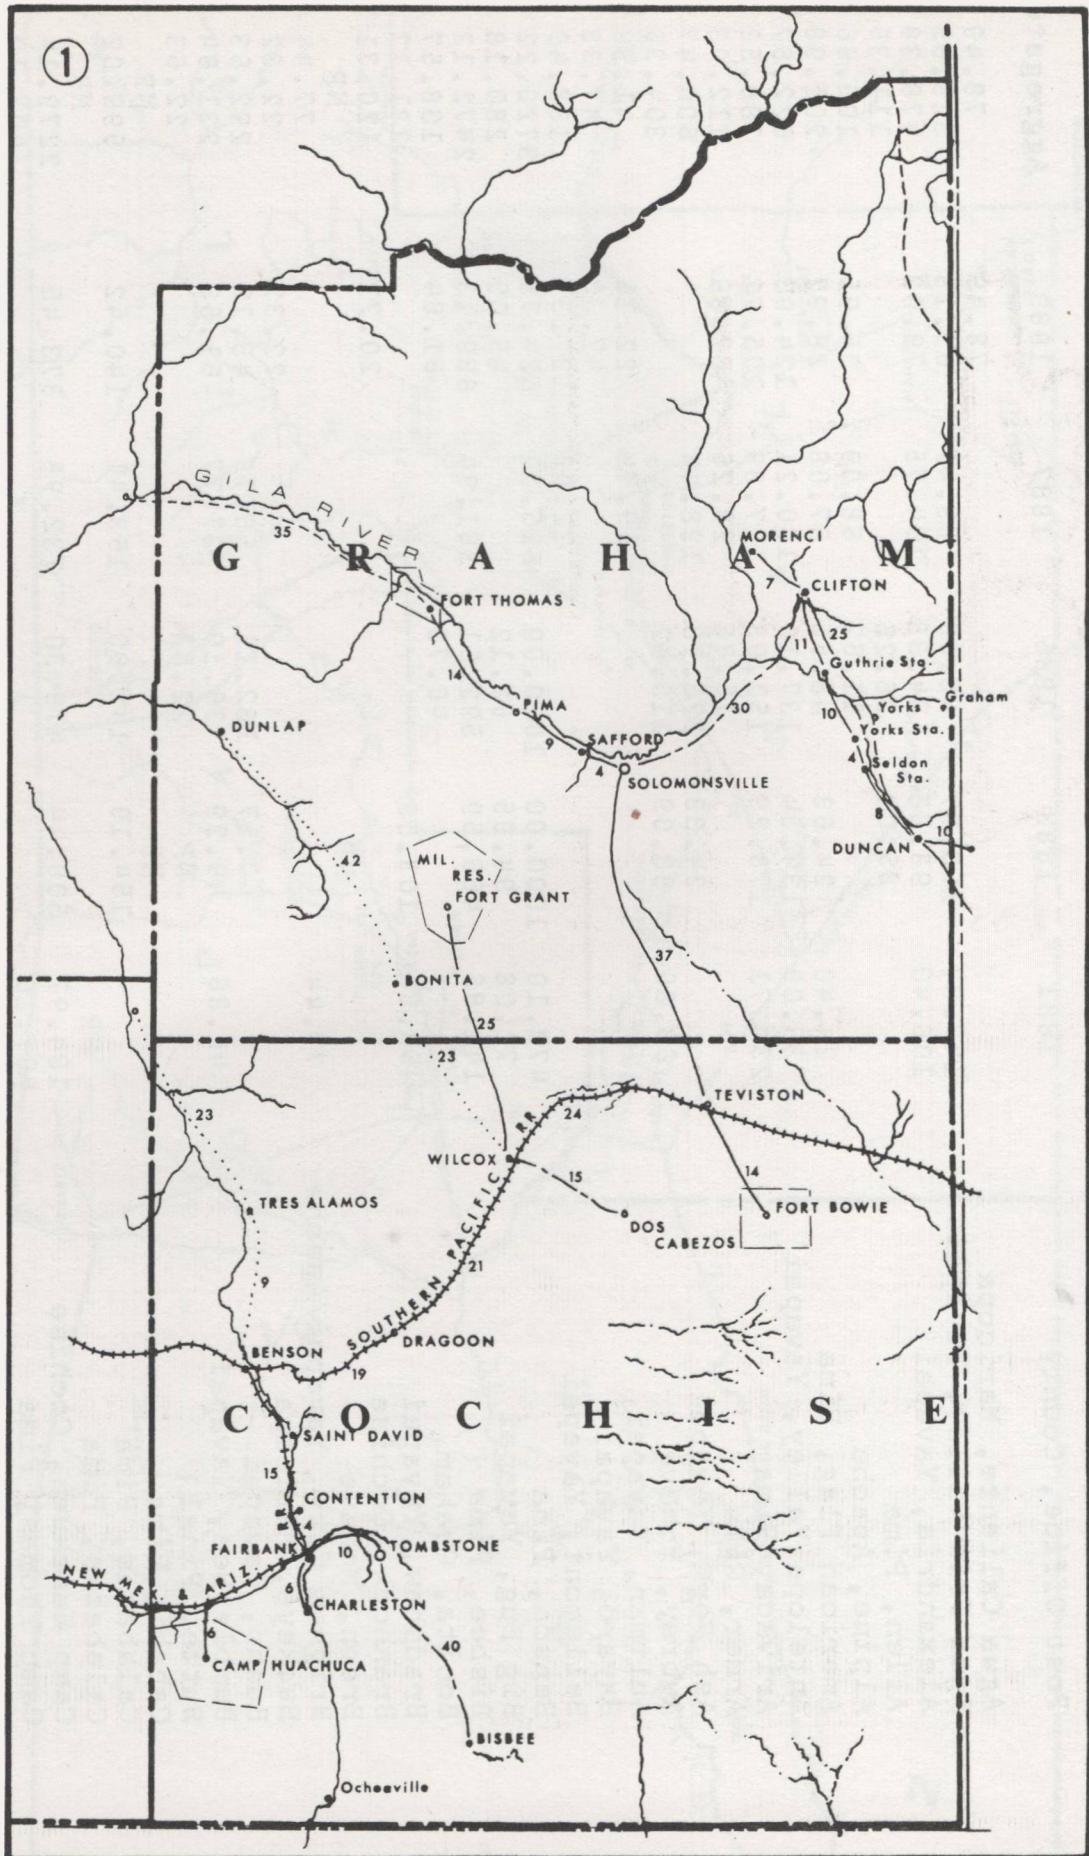 1
GILA RIVER
35
G R A H A M
MORENCI
7
CLIFTON
FORT THOMAS
11
25
Guthrie Sta.
14
30
10
Graham
Yorks
PIMA
DUNLAP
Yorks Sta.
9
SAFFORD
4
4
Seldon
Sta.
SOLOMONSVILLE
8
10
DUNCAN
42
MIL.
RES.
FORT GRANT
37
BONITA
25
23
TEVISTON
24
23
WILCOX
15
14
TRES ALAMOS
FORT BOWIE
DOS
CABEZOS
SOUTHERN PACIFIC RR
21
9
DRAGOON
BENSON
19
C O C H I S E
SAINT DAVID
15
CONTENTION
RR
4
FAIRBANK
10
TOMBSTONE
NEW MEX. & ARIZ.
6
CHARLESTON
6
40
CAMP HUACHUCA
BISBEE
Ochoaville